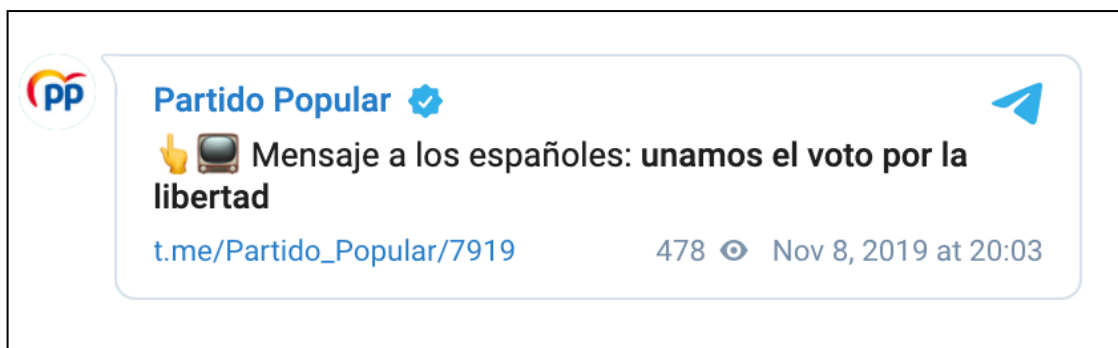 pp
Partido Popular
👆📺 Mensaje a los españoles: unamos el voto por la
libertad
t.me/Partido_Popular/7919 478 Nov 8, 2019 at 20:03